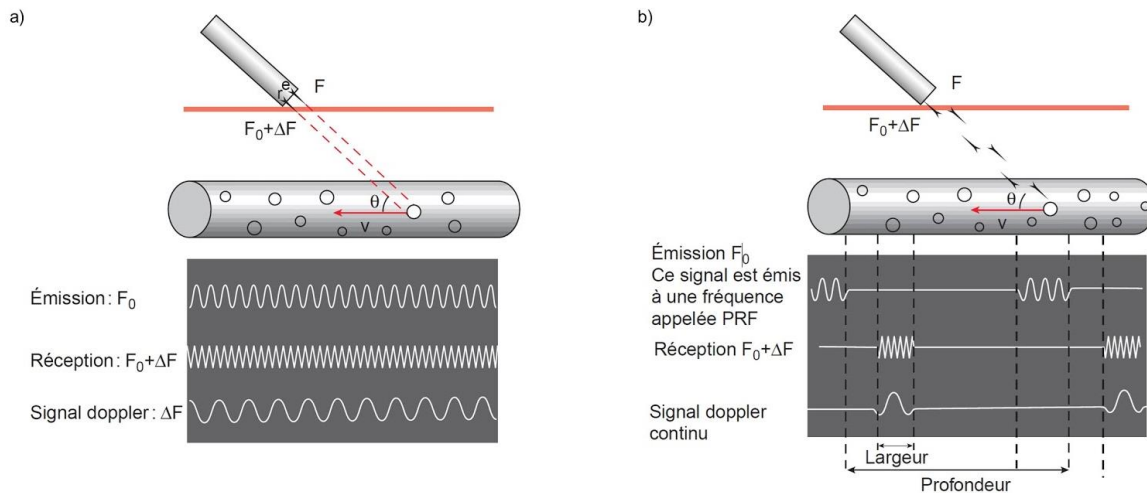 a)
e
F
F₀+ΔF
θ
v
Émission: F₀
Réception: F₀+ΔF
Signal doppler: ΔF
b)
F
F₀+ΔF
θ
v
Émission F₀
Ce signal est émis
à une fréquence
appelée PRF
Réception F₀+ΔF
Signal doppler
continu
Largeur
Profondeur